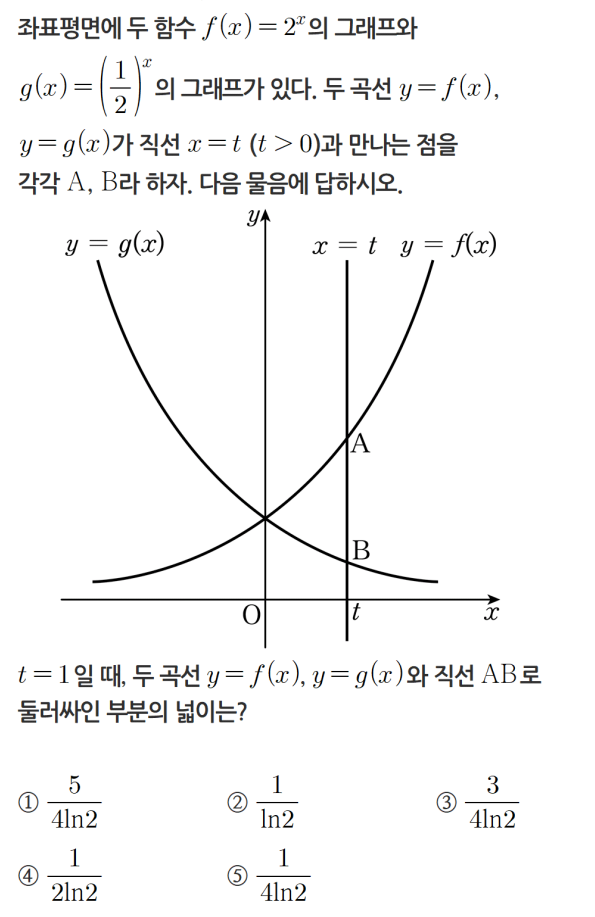 좌표평면에 두 함수 f(x) = 2^x의 그래프와
g(x) = (1/2)^x의 그래프가 있다. 두 곡선 y = f(x),
y = g(x)가 직선 x = t (t > 0)과 만나는 점을
각각 A, B라 하자. 다음 물음에 답하시오.
y
y = g(x) x = t y = f(x)
A
B
O t x
t = 1일 때, 두 곡선 y = f(x), y = g(x)와 직선 AB로
둘러싸인 부분의 넓이는?
① 5/(4ln2) ② 1/(ln2) ③ 3/(4ln2)
④ 1/(2ln2) ⑤ 1/(4ln2)